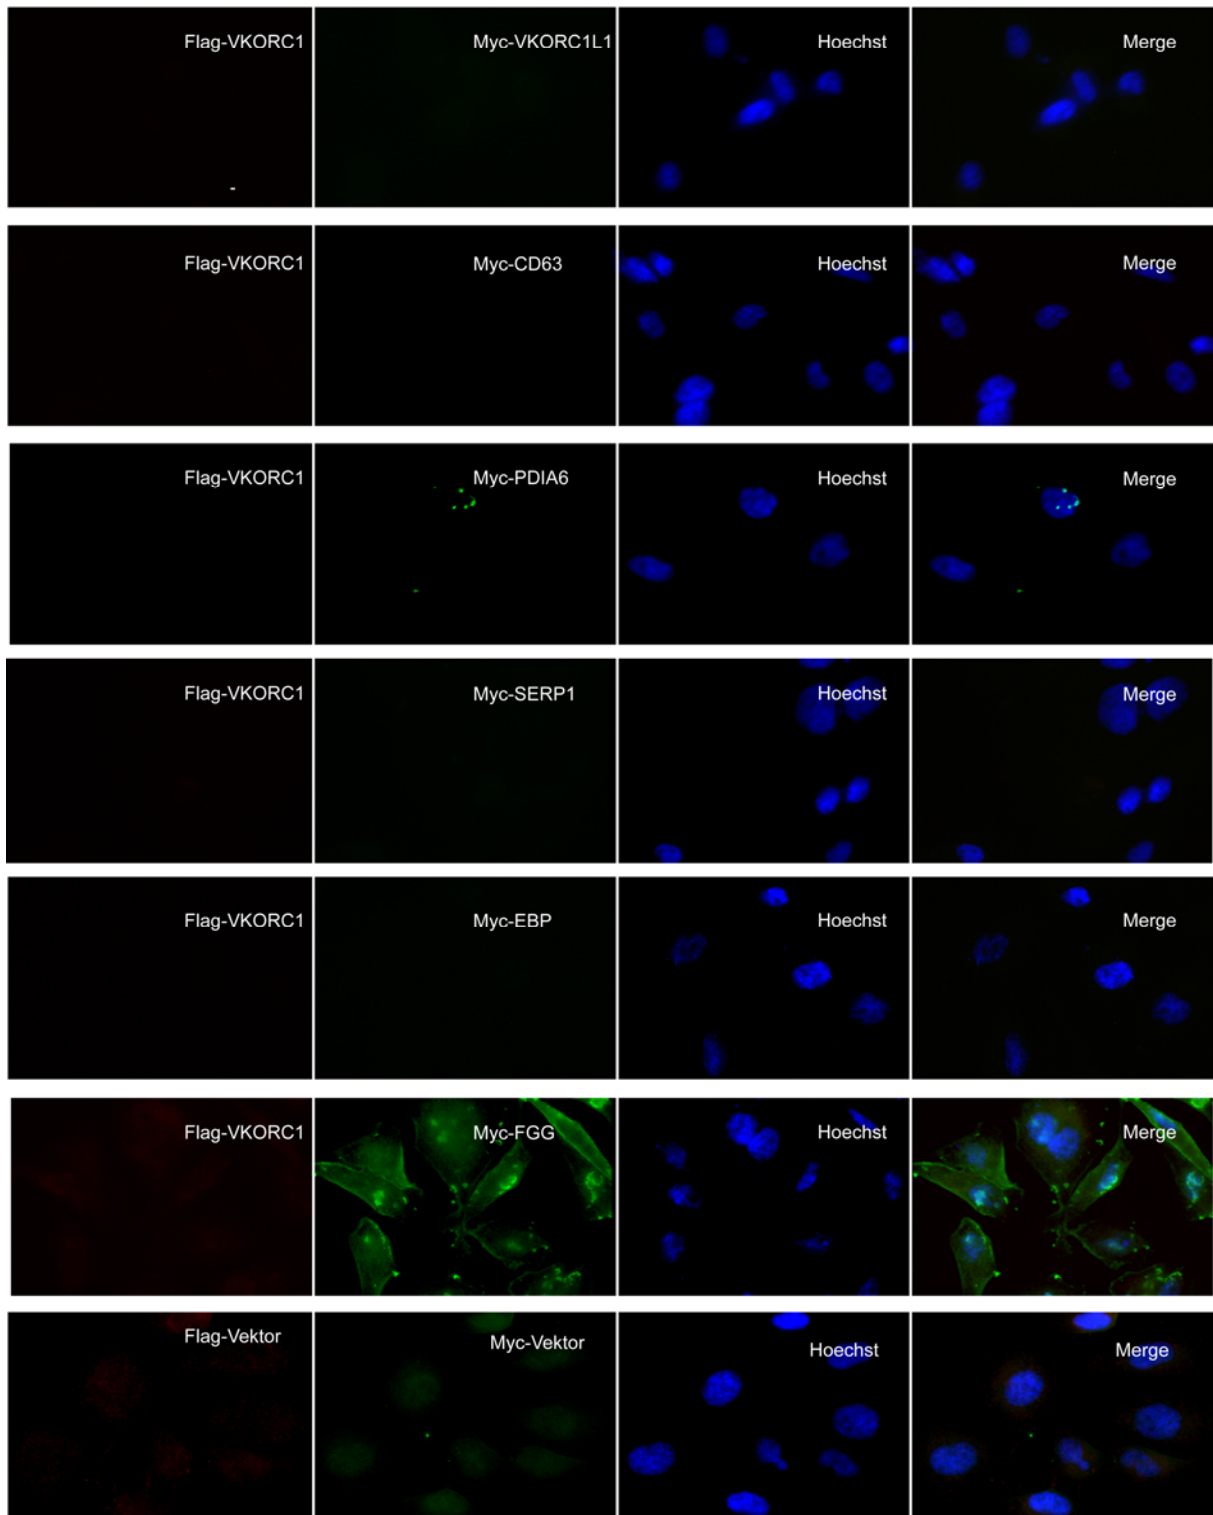 Flag-VKORC1 Myc-VKORC1L1 Hoechst Merge
Flag-VKORC1 Myc-CD63 Hoechst Merge
Flag-VKORC1 Myc-PDIA6 Hoechst Merge
Flag-VKORC1 Myc-SERP1 Hoechst Merge
Flag-VKORC1 Myc-EBP Hoechst Merge
Flag-VKORC1 Myc-FGG Hoechst Merge
Flag-Vektor Myc-Vektor Hoechst Merge